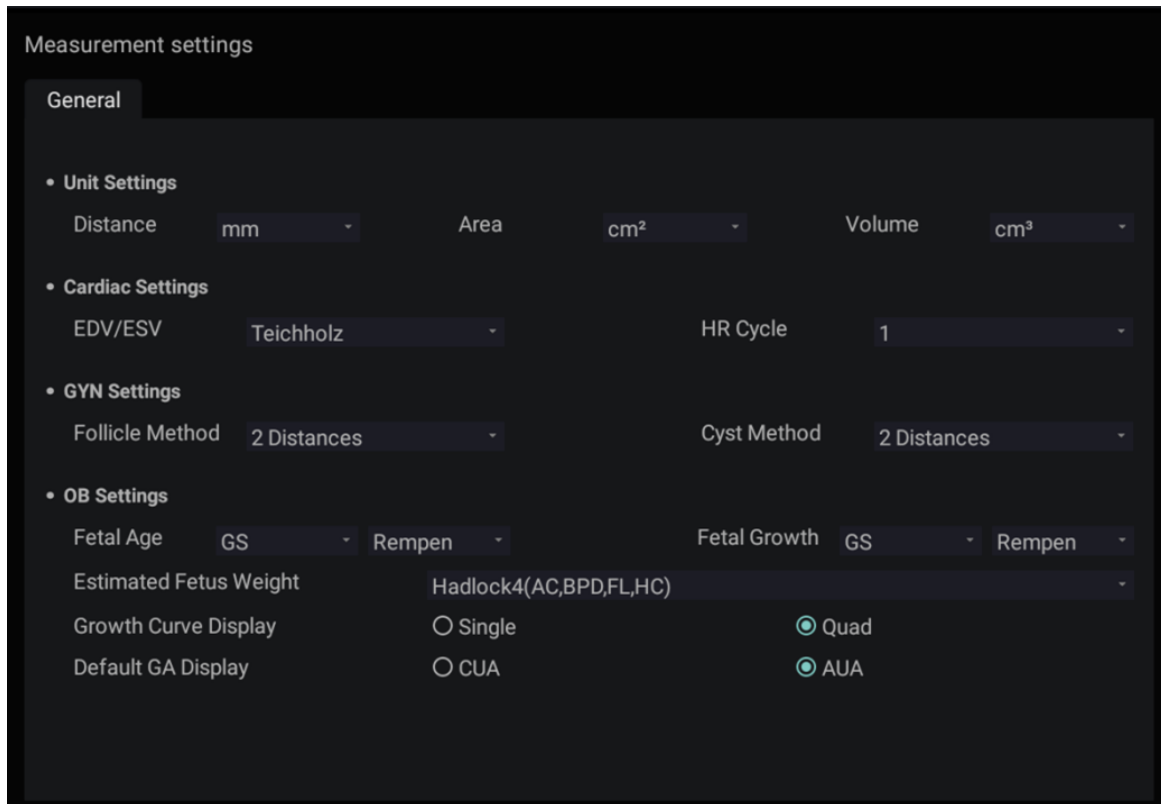 Measurement settings
General
• Unit Settings
Distance mm Area cm² Volume cm³
• Cardiac Settings
EDV/ESV Teichholz HR Cycle 1
• GYN Settings
Follicle Method 2 Distances Cyst Method 2 Distances
• OB Settings
Fetal Age GS Rempen Fetal Growth GS Rempen
Estimated Fetus Weight Hadlock4(AC,BPD,FL,HC)
Growth Curve Display Single Quad
Default GA Display CUA AUA